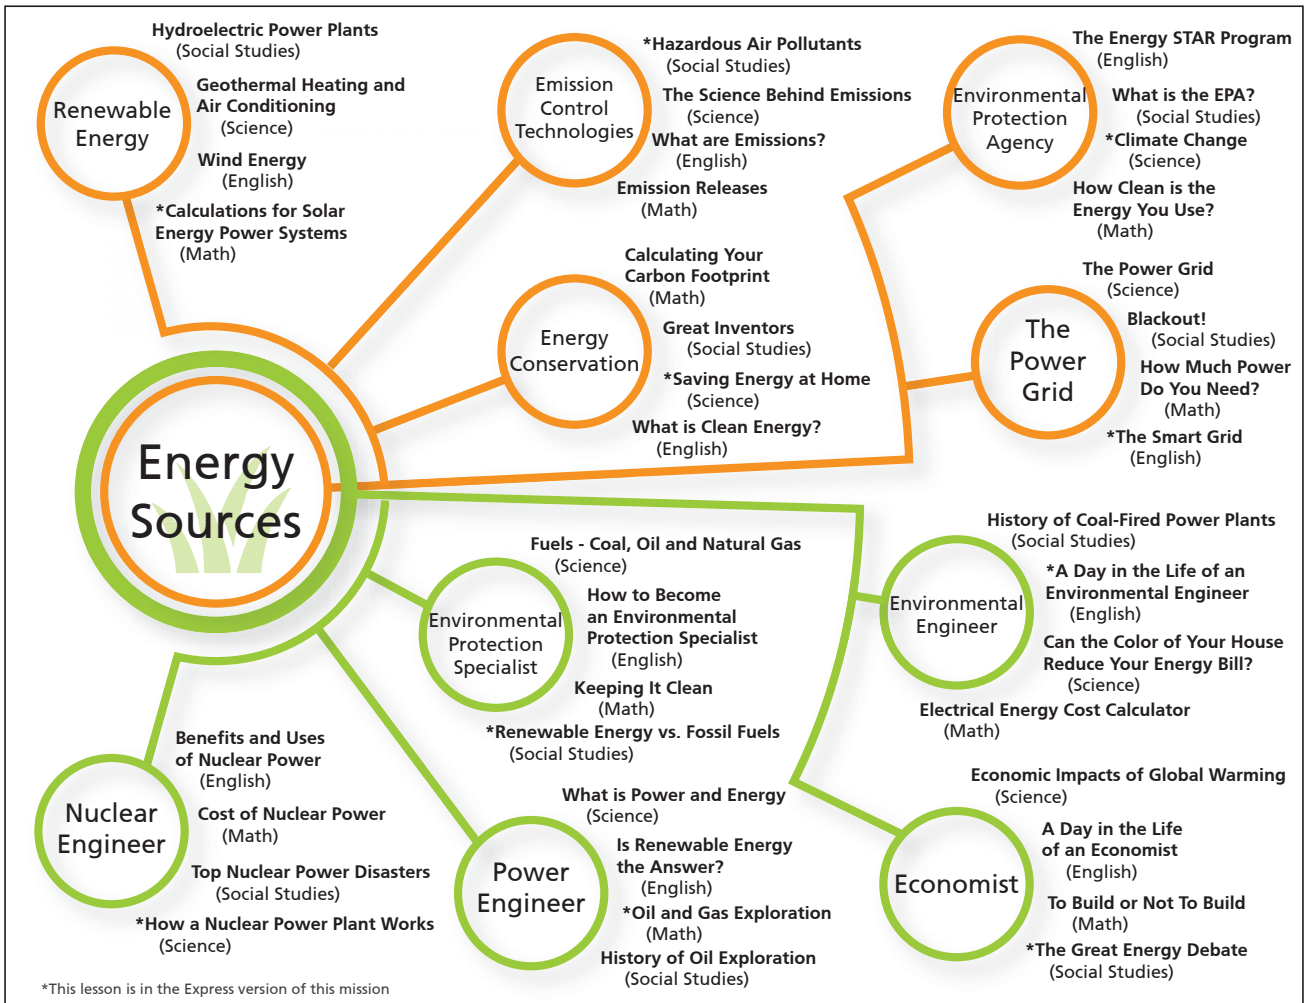 Renewable
Energy
Hydroelectric Power Plants
(Social Studies)
Geothermal Heating and
Air Conditioning
(Science)
Wind Energy
(English)
*Calculations for Solar
Energy Power Systems
(Math)
Emission
Control
Technologies
*Hazardous Air Pollutants
(Social Studies)
The Science Behind Emissions
(Science)
What are Emissions?
(English)
Emission Releases
(Math)
Environmental
Protection
Agency
The Energy STAR Program
(English)
What is the EPA?
(Social Studies)
*Climate Change
(Science)
How Clean is the
Energy You Use?
(Math)
Energy
Conservation
Calculating Your
Carbon Footprint
(Math)
Great Inventors
(Social Studies)
*Saving Energy at Home
(Science)
What is Clean Energy?
(English)
The
Power
Grid
The Power Grid
(Science)
Blackout!
(Social Studies)
How Much Power
Do You Need?
(Math)
*The Smart Grid
(English)
Energy
Sources
Environmental
Protection
Specialist
Fuels - Coal, Oil and Natural Gas
(Science)
How to Become
an Environmental
Protection Specialist
(English)
Keeping It Clean
(Math)
*Renewable Energy vs. Fossil Fuels
(Social Studies)
Environmental
Engineer
History of Coal-Fired Power Plants
(Social Studies)
*A Day in the Life of an
Environmental Engineer
(English)
Can the Color of Your House
Reduce Your Energy Bill?
(Science)
Electrical Energy Cost Calculator
(Math)
Nuclear
Engineer
Benefits and Uses
of Nuclear Power
(English)
Cost of Nuclear Power
(Math)
Top Nuclear Power Disasters
(Social Studies)
*How a Nuclear Power Plant Works
(Science)
Power
Engineer
What is Power and Energy
(Science)
Is Renewable Energy
the Answer?
(English)
*Oil and Gas Exploration
(Math)
History of Oil Exploration
(Social Studies)
Economist
Economic Impacts of Global Warming
(Science)
A Day in the Life
of an Economist
(English)
To Build or Not To Build
(Math)
*The Great Energy Debate
(Social Studies)
*This lesson is in the Express version of this mission